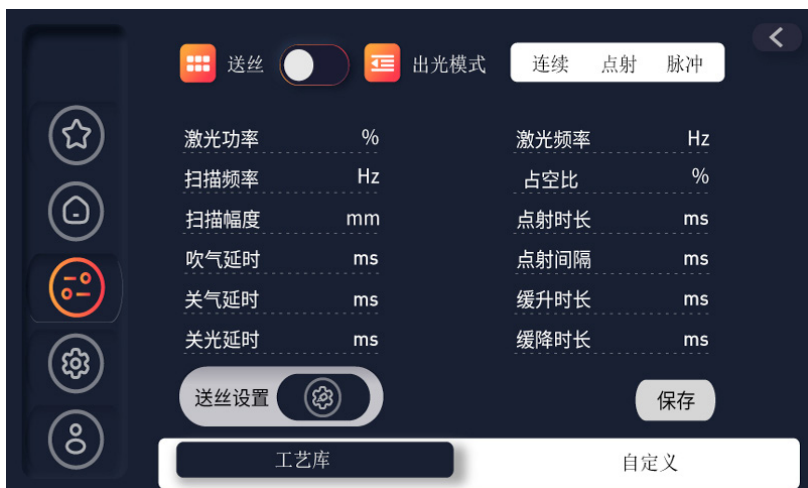 送丝 出光模式 连续 点射 脉冲
激光功率 % 激光频率 Hz
扫描频率 Hz 占空比 %
扫描幅度 mm 点射时长 ms
吹气延时 ms 点射间隔 ms
关气延时 ms 缓升时长 ms
关光延时 ms 缓降时长 ms
送丝设置 保存
工艺库 自定义